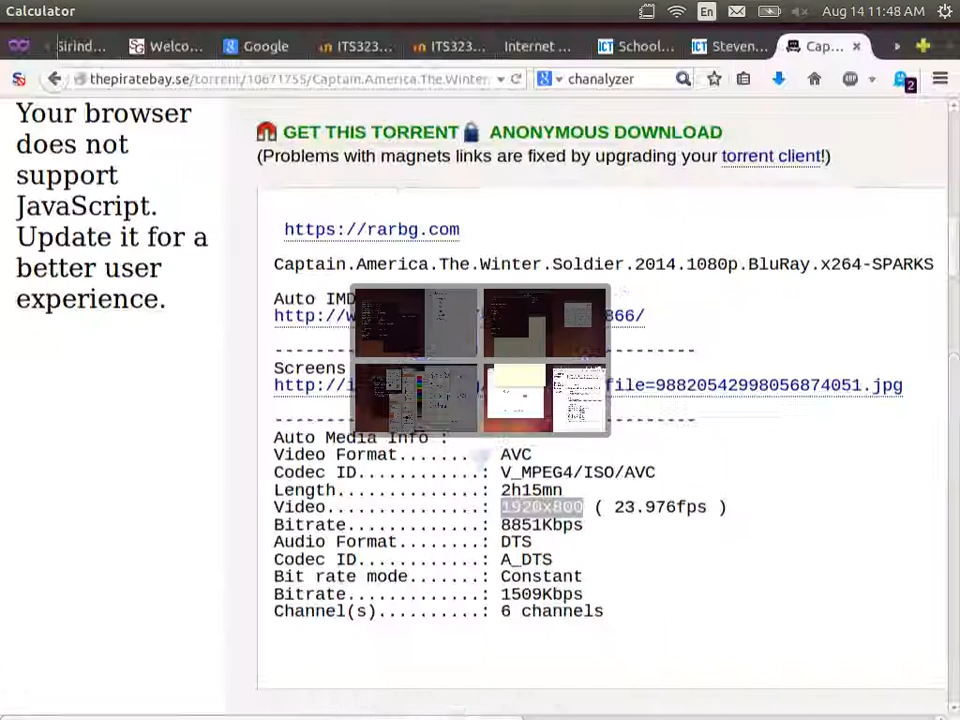 Calculator
En
Aug 14 11:48 AM
sirind...
Welco...
Google
ITS323...
ITS323...
Internet ...
School...
Steven...
Cap...
thepiratebay.se/torrent/10671755/Captain.America.The.Winter.
chanalyzer
2
Your browser
does not
support
JavaScript.
Update it for a
better user
experience.
GET THIS TORRENT ANONYMOUS DOWNLOAD
(Problems with magnets links are fixed by upgrading your torrent client!)
https://rarbg.com
Captain.America.The.Winter.Soldier.2014.1080p.BluRay.x264-SPARKS
Auto IMD
866/
Screens
file=98820542998056874051.jpg
Auto Media Info :
Video Format.......
AVC
Codec ID............: V_MPEG4/ISO/AVC
Length..............: 2h15mn
Video...............: 1920x800 ( 23.976fps )
Bitrate.............: 8851Kbps
Audio Format........: DTS
Codec ID............: A_DTS
Bit rate mode.......: Constant
Bitrate.............: 1509Kbps
Channel(s)..........: 6 channels